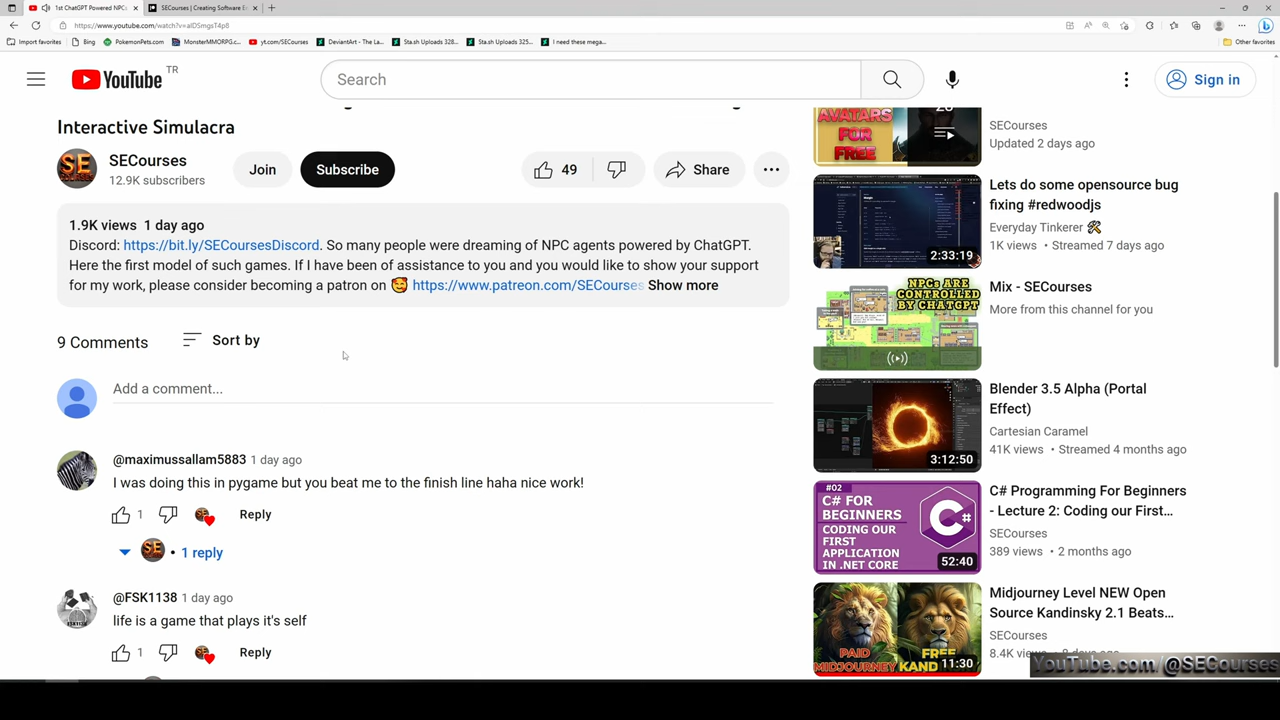 1st ChatGPT Powered NPCs
SECourses | Creating Software E
https://www.youtube.com/watch?v=aIDSmgsT4p8
Import favorites
Bing
PokemonPets.com
MonsterMMORPG.c...
yt.com/SECourses
DeviantArt - The La...
Sta.sh Uploads 328...
Sta.sh Uploads 325...
I need these mega...
Other favorites
YouTube TR
Search
Sign in
Interactive Simulacra
SECourses
12.9K subscribers
Join
Subscribe
49
Share
1.9K views 1 day ago
Discord: https://bit.ly/SECoursesDiscord. So many people were dreaming of NPC agents powered by ChatGPT.
Here the first ever NPCs in games. If I have been of assistance to you and you would like to show your support
for my work, please consider becoming a patron on 🥰 https://www.patreon.com/SECourses Show more
9 Comments
Sort by
Add a comment...
1 day ago
I was doing this in pygame but you beat me to the finish line haha nice work!
1
Reply
1 reply
@FSK1138 1 day ago
life is a game that plays it's self
1
Reply
AVATARS
FOR
FREE
SECourses
Updated 2 days ago
2:33:19
Lets do some opensource bug
fixing #redwoodjs
Everyday Tinkerer 🛠
1K views • Streamed 7 days ago
NPCs ARE
CONTROLLED
BY CHATGPT
Mix - SECourses
More from this channel for you
3:12:50
Blender 3.5 Alpha (Portal
Effect)
Cartesian Caramel
41K views • Streamed 4 months ago
#02
C# FOR
BEGINNERS
CODING OUR
FIRST
APPLICATION
IN .NET CORE
C#
52:40
C# Programming For Beginners
- Lecture 2: Coding our First...
SECourses
389 views • 2 months ago
PAID
MIDJOURNEY
FREE
KAND
11:30
Midjourney Level NEW Open
Source Kandinsky 2.1 Beats...
SECourses
8.4K views
YouTube.com/@SECourses